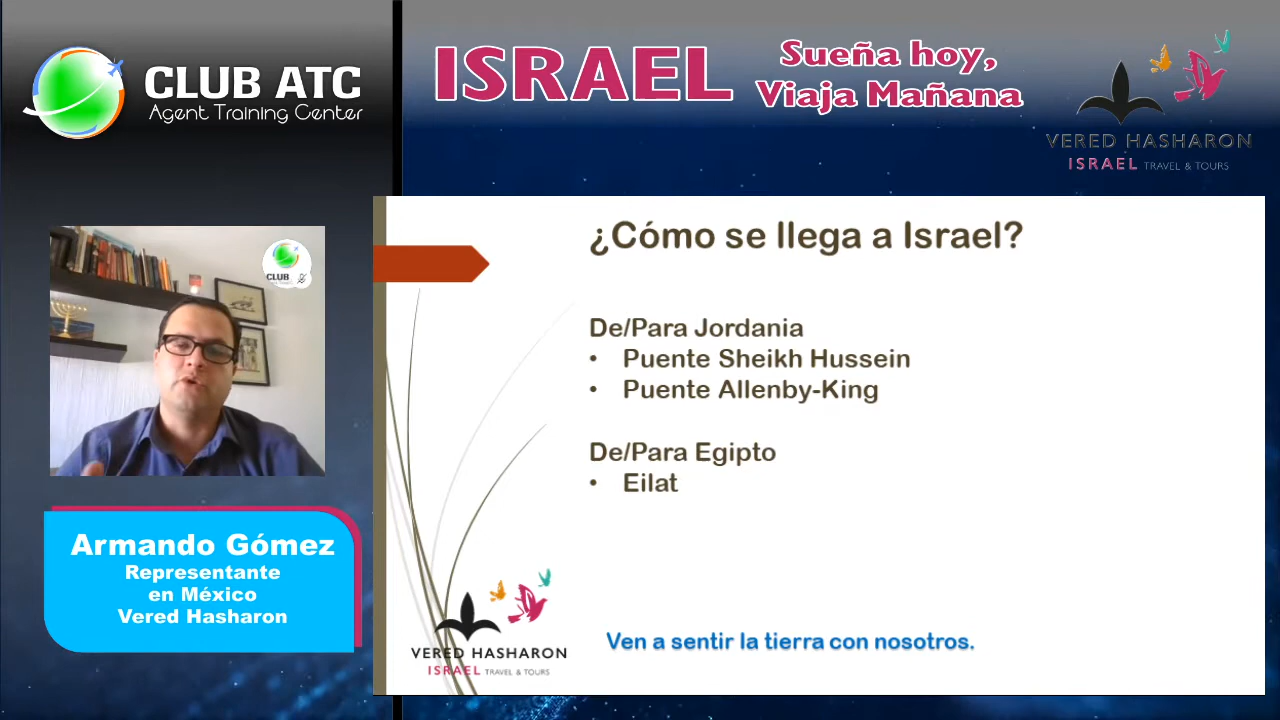 CLUB ATC
Agent Training Center
ISRAEL
Sueña hoy,
Viaja Mañana
VERED HASHARON
ISRAEL TRAVEL & TOURS
CLUB
¿Cómo se llega a Israel?
De/Para Jordania
• Puente Sheikh Hussein
• Puente Allenby-King
De/Para Egipto
• Eilat
Armando Gómez
Representante
en México
Vered Hasharon
VERED HASHARON
ISRAEL TRAVEL & TOURS
Ven a sentir la tierra con nosotros.